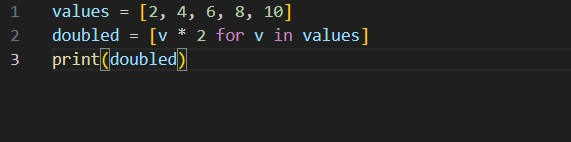 1 values = [2, 4, 6, 8, 10]
2 doubled = [v * 2 for v in values]
3 print(doubled)